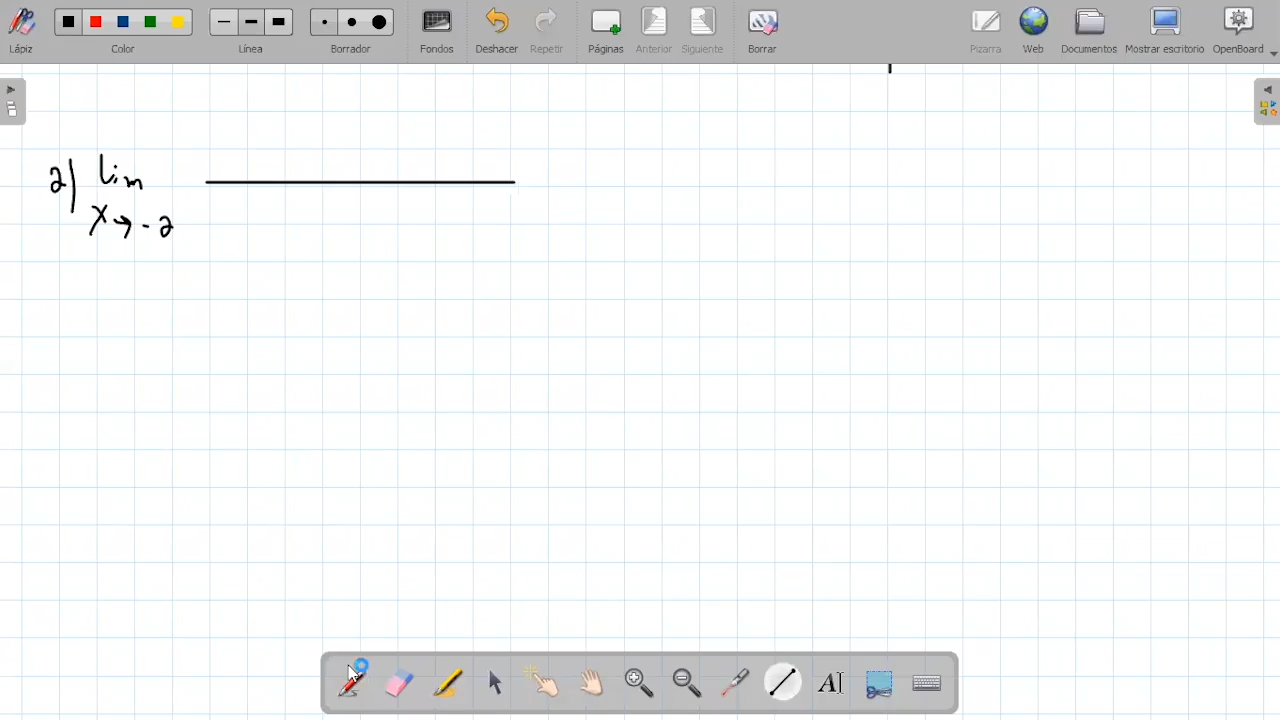 Lápiz Color Línea Borrador Fondos Deshacer Repetir Páginas Anterior Siguiente Borrar Pizarra Web Documentos Mostrar escritorio OpenBoard
2) lim
x→-2
AI